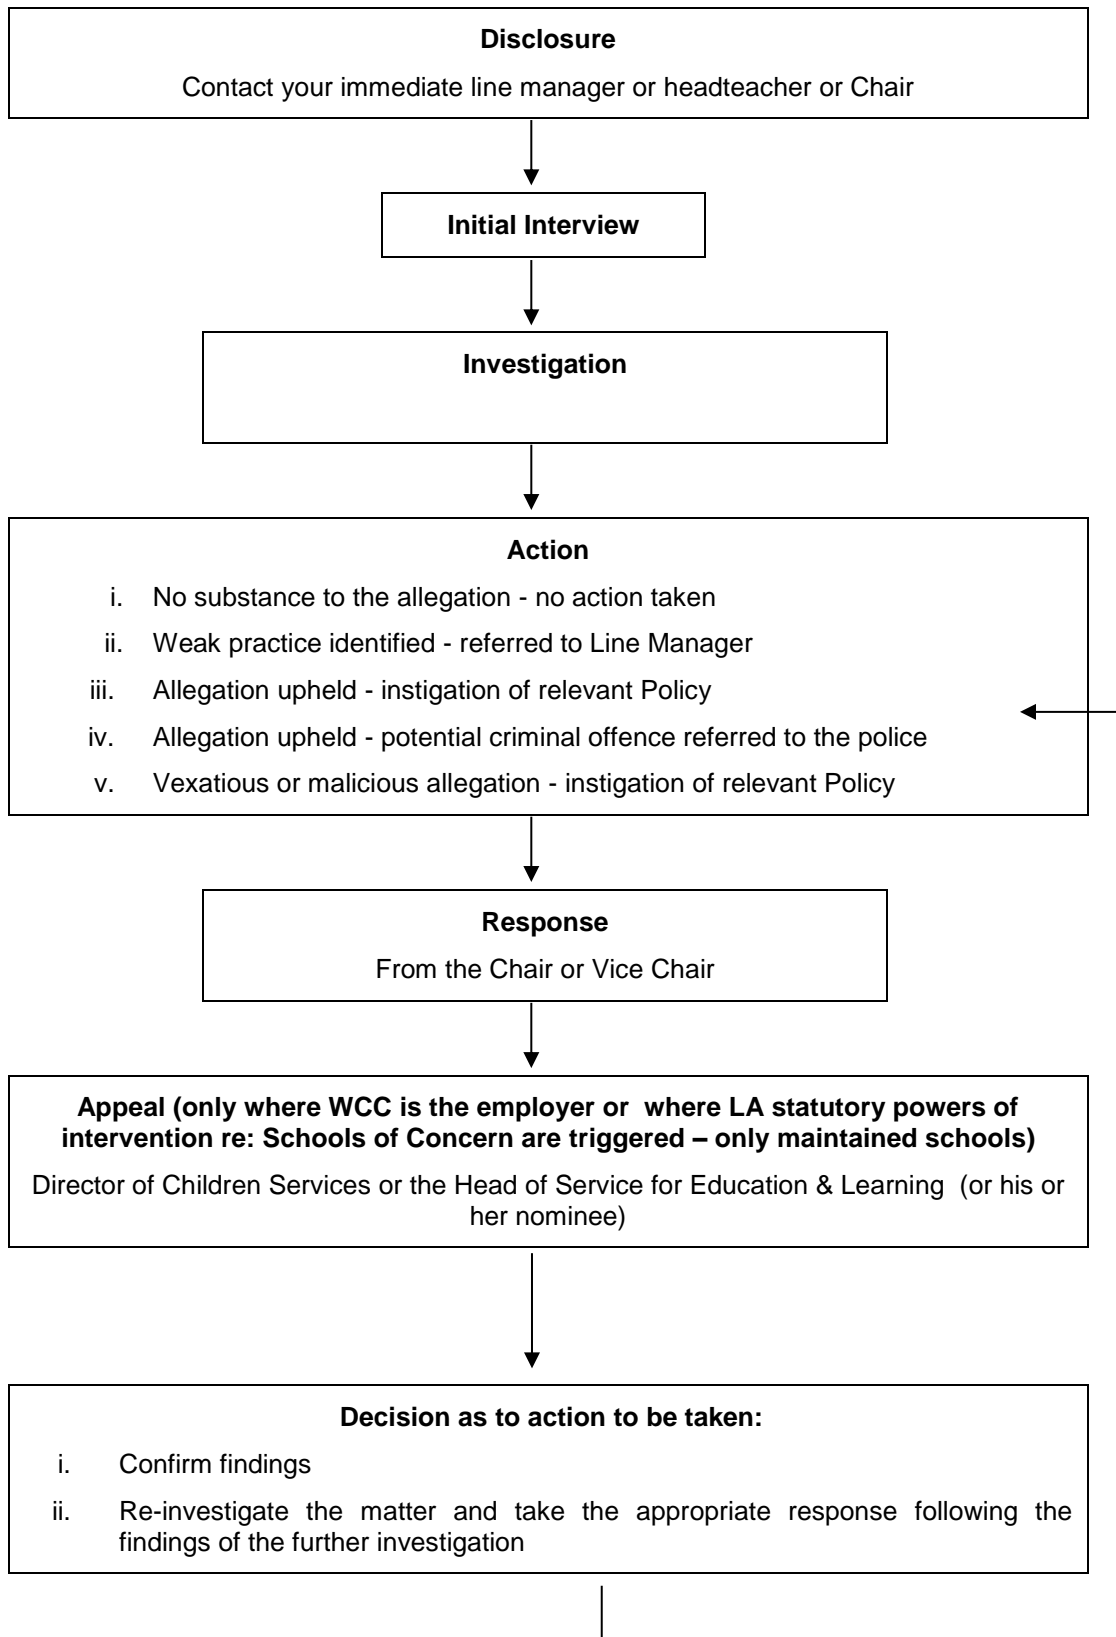 Disclosure
Contact your immediate line manager or headteacher or Chair
Initial Interview
Investigation
Action
i. No substance to the allegation - no action taken
ii. Weak practice identified - referred to Line Manager
iii. Allegation upheld - instigation of relevant Policy
iv. Allegation upheld - potential criminal offence referred to the police
v. Vexatious or malicious allegation - instigation of relevant Policy
Response
From the Chair or Vice Chair
Appeal (only where WCC is the employer or where LA statutory powers of
intervention re: Schools of Concern are triggered – only maintained schools)
Director of Children Services or the Head of Service for Education & Learning (or his or
her nominee)
Decision as to action to be taken:
i. Confirm findings
ii. Re-investigate the matter and take the appropriate response following the
findings of the further investigation